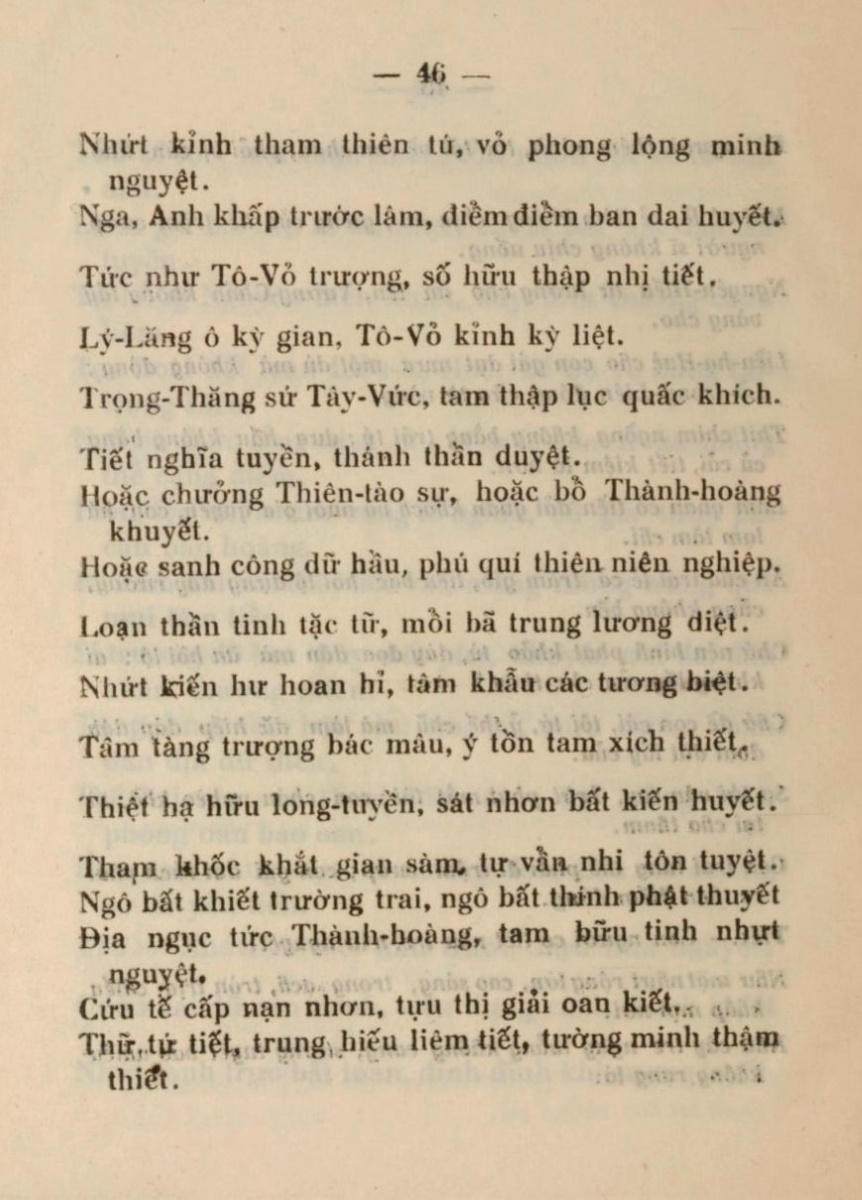 — 46 —
Nhứt kỉnh tham thiên tú, vỏ phong lộng minh
nguyệt.
Nga, Anh khấp trước lâm, điềm điềm ban dai huyết.
Tức như Tô-Vỏ trượng, số hữu thập nhị tiết.
Lý-Lăng ô kỳ gian, Tô-Vỏ kỉnh kỳ liệt.
Trọng-Thăng sứ Tây-Vức, tam thập lục quấc khích.
Tiết nghĩa tuyền, thánh thần duyệt.
Hoặc chưởng Thiên-tào sự, hoặc bồ Thành-hoàng
khuyết.
Hoặc sanh công dữ hầu, phú quí thiên niên nghiệp.
Loạn thần tinh tặc tữ, mồi bã trung lương diệt.
Nhứt kiến hư hoan hỉ, tâm khẩu các tương biệt.
Tâm tàng trượng bác mâu, ý tồn tam xích thiết,
Thiệt hạ hữu long-tuyền, sát nhơn bất kiến huyết.
Thạm khốc khắt gian sàm, tự vẫn nhi tôn tuyệt.
Ngô bất khiết trường trai, ngô bất thính phật thuyết
Địa ngục tức Thành-hoàng, tam bữu tinh nhựt
nguyệt.
Cứu tế cấp nạn nhơn, tựu thị giải oan kiết,
Thữ tứ tiết, trung hiếu liêm tiết, tường minh thậm
thiết.